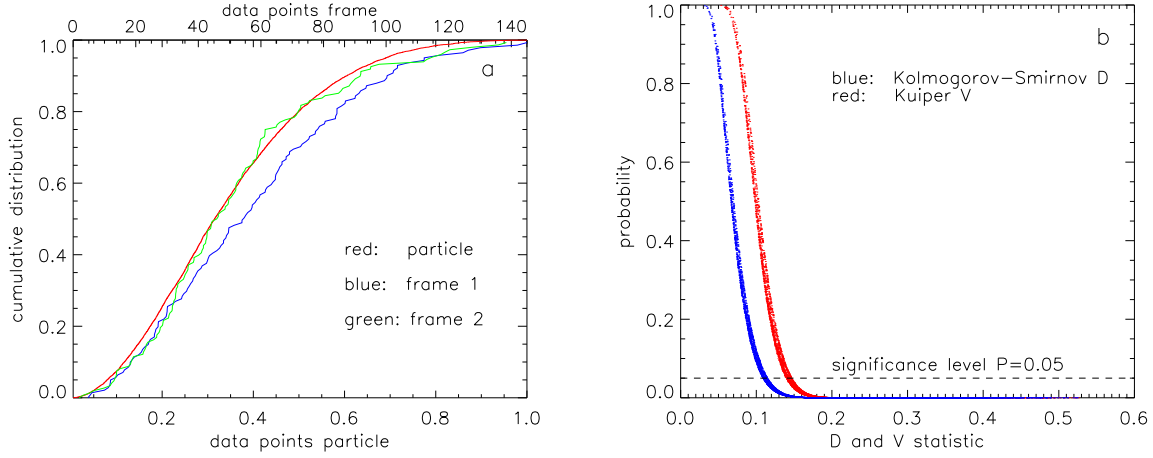 data points frame
0 20 40 60 80 100 120 140
1.0
0.8
0.6
0.4
0.2
0.0
cumulative distribution
a
red: particle
blue: frame 1
green: frame 2
0.2 0.4 0.6 0.8 1.0
data points particle
1.0
0.8
0.6
0.4
0.2
0.0
probability
b
blue: Kolmogorov-Smirnov D
red: Kuiper V
significance level P=0.05
0.0 0.1 0.2 0.3 0.4 0.5 0.6
D and V statistic